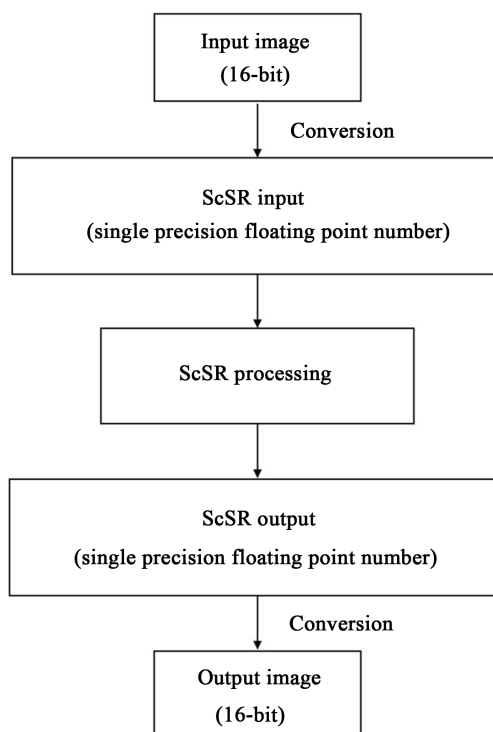 Input image
(16-bit)
Conversion
ScSR input
(single precision floating point number)
ScSR processing
ScSR output
(single precision floating point number)
Conversion
Output image
(16-bit)